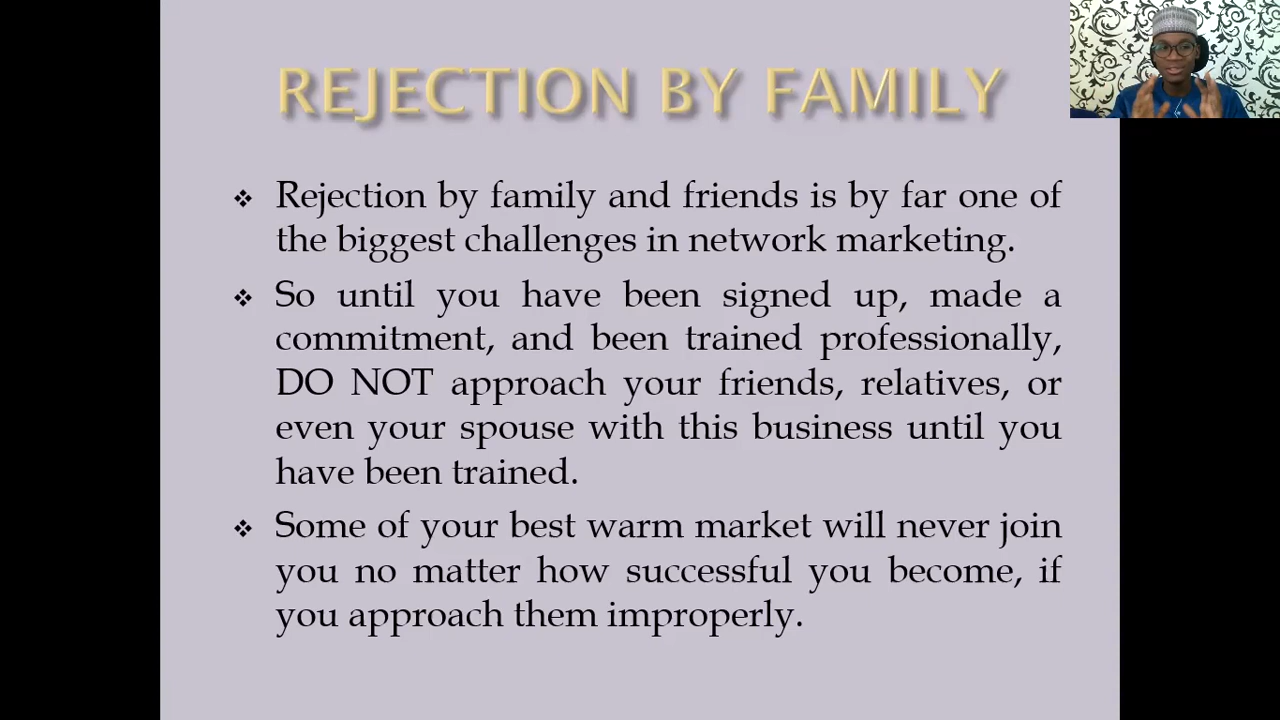 REJECTION BY FAMILY
❖ Rejection by family and friends is by far one of
the biggest challenges in network marketing.
❖ So until you have been signed up, made a
commitment, and been trained professionally,
DO NOT approach your friends, relatives, or
even your spouse with this business until you
have been trained.
❖ Some of your best warm market will never join
you no matter how successful you become, if
you approach them improperly.